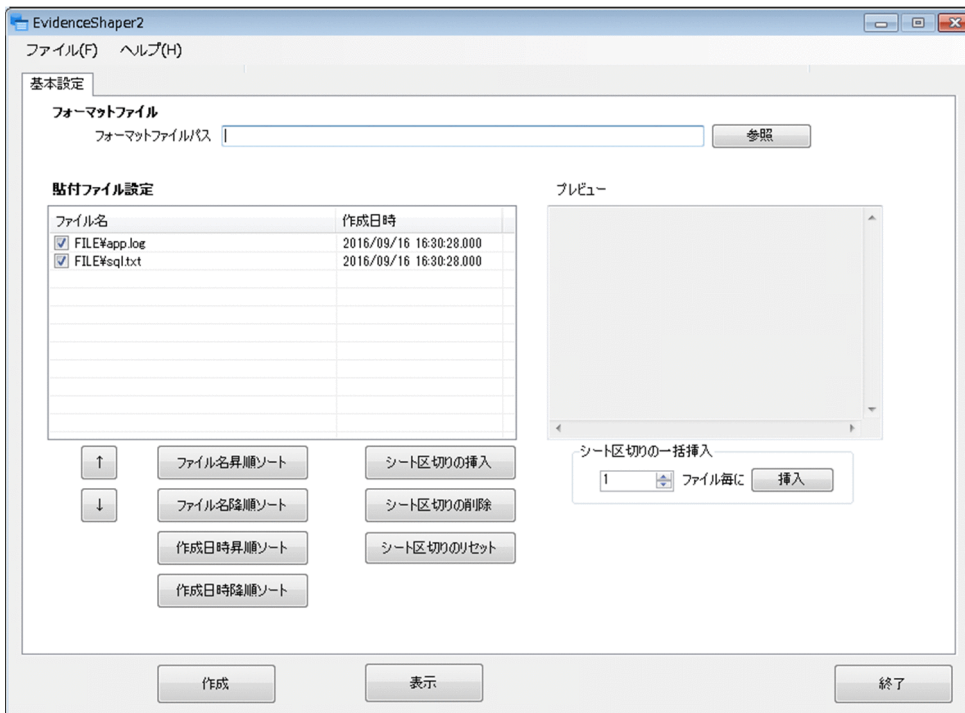 EvidenceShaper2
ファイル(F) ヘルプ(H)
基本設定
フォーマットファイル
フォーマットファイルパス 参照
貼付ファイル設定 プレビュー
ファイル名 作成日時
FILE¥app.log 2016/09/16 16:30:28.000
FILE¥sql.txt 2016/09/16 16:30:28.000
↑ ファイル名昇順ソート シート区切りの挿入
シート区切りの一括挿入
1 ファイル毎に 挿入
↓ ファイル名降順ソート シート区切りの削除
作成日時昇順ソート シート区切りのリセット
作成日時降順ソート
作成 表示 終了